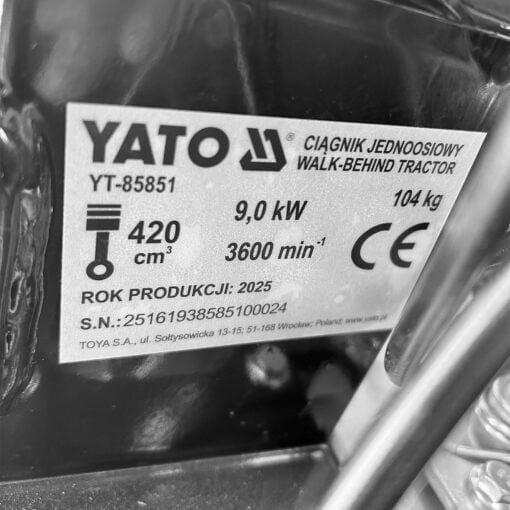 YATO ® CIĄGNIK JEDNOOSIOWY
WALK-BEHIND TRACTOR
YT-85851
104 kg
420 cm³
9,0 kW
3600 min⁻¹
CE
ROK PRODUKCJI: 2025
S.N.: 25161938585100024
TOYA S.A., ul. Sołtysowicka 13-15; 51-168 Wrocław; Poland; www.yato.pl